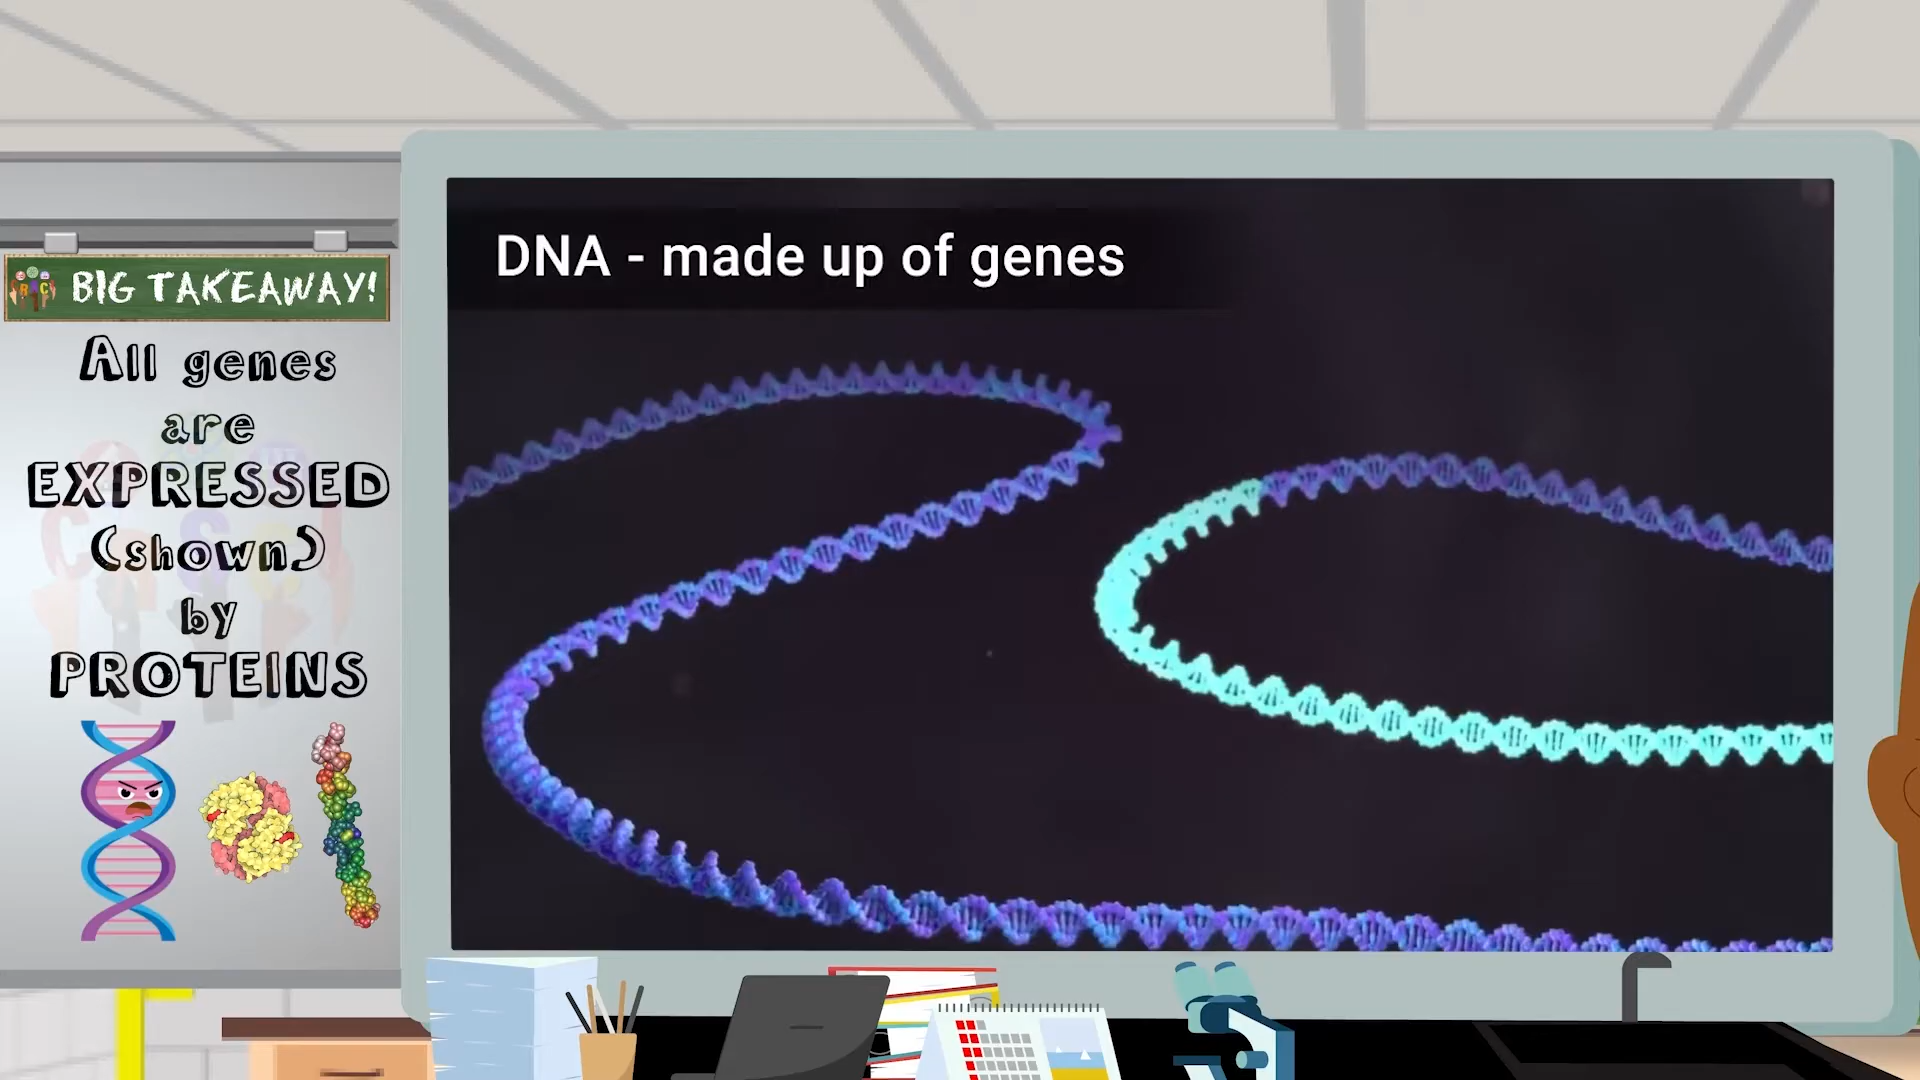 BIG TAKEAWAY!
All genes
are
EXPRESSED
(shown)
by
PROTEINS
DNA - made up of genes